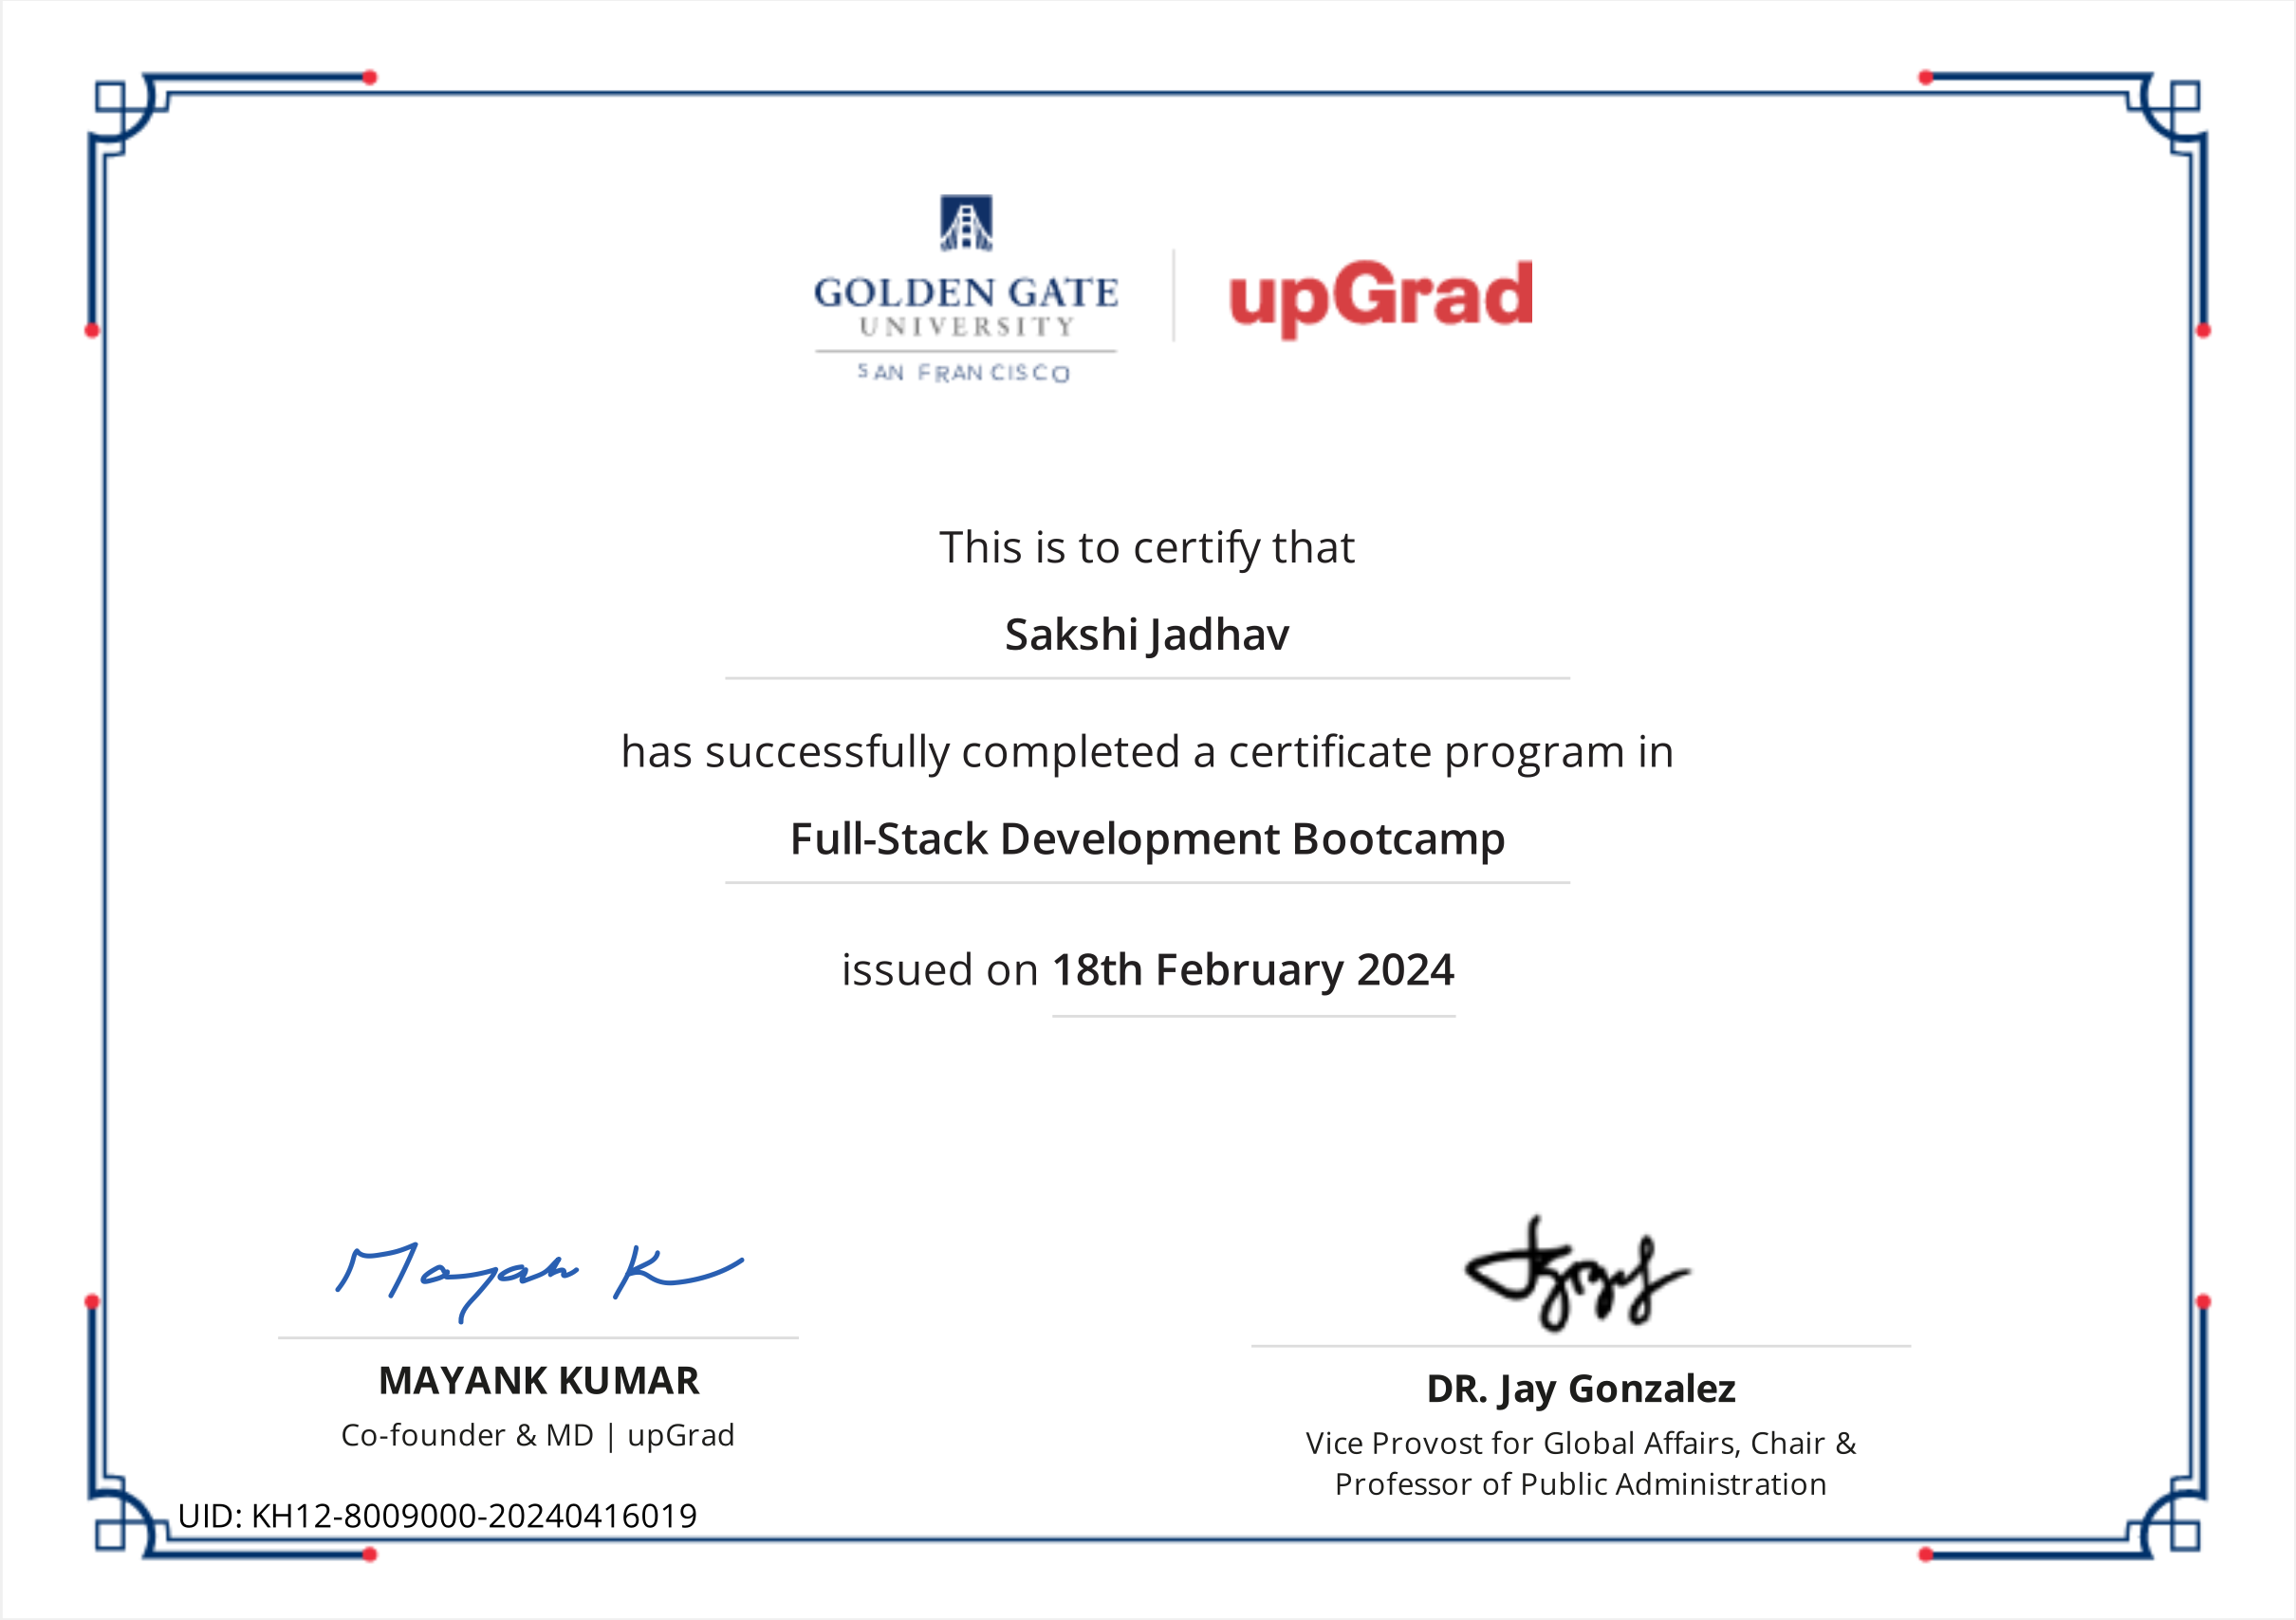 GOLDEN GATE
UNIVERSITY
SAN FRANCISCO
upGrad
This is to certify that
Sakshi Jadhav
has successfully completed a certificate program in
Full-Stack Development Bootcamp
issued on 18th February 2024
Mayank K
MAYANK KUMAR
Co-founder & MD | upGrad
DR. Jay Gonzalez
Vice Provost for Global Affairs, Chair &
Professor of Public Administration
UID: KH12-8009000-20240416019